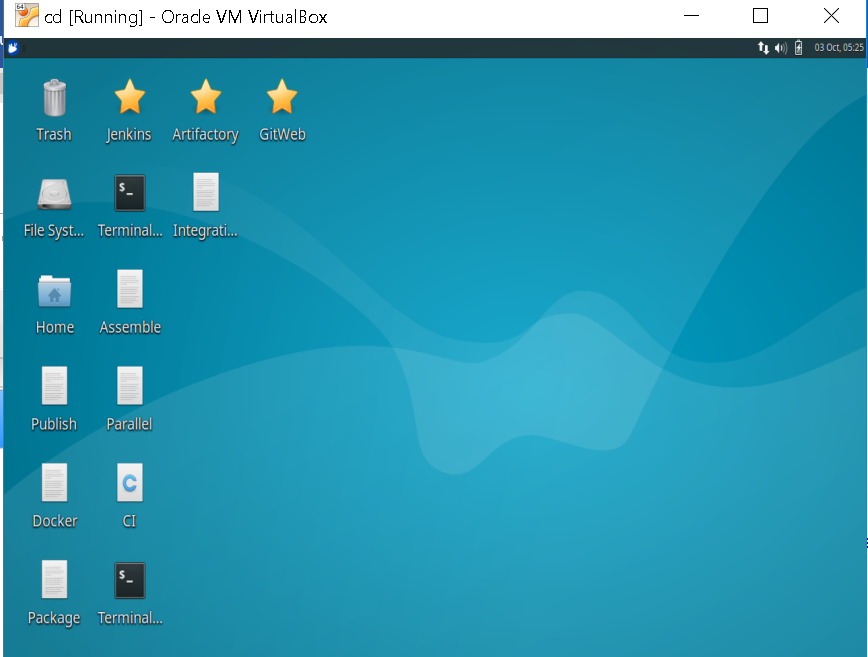 64
cd [Running] - Oracle VM VirtualBox
03 Oct, 05:25
Trash
Jenkins
Artifactory
GitWeb
$_
File Syst...
Terminal...
Integrati...
Home
Assemble
Publish
Parallel
C
Docker
CI
$_
Package
Terminal...